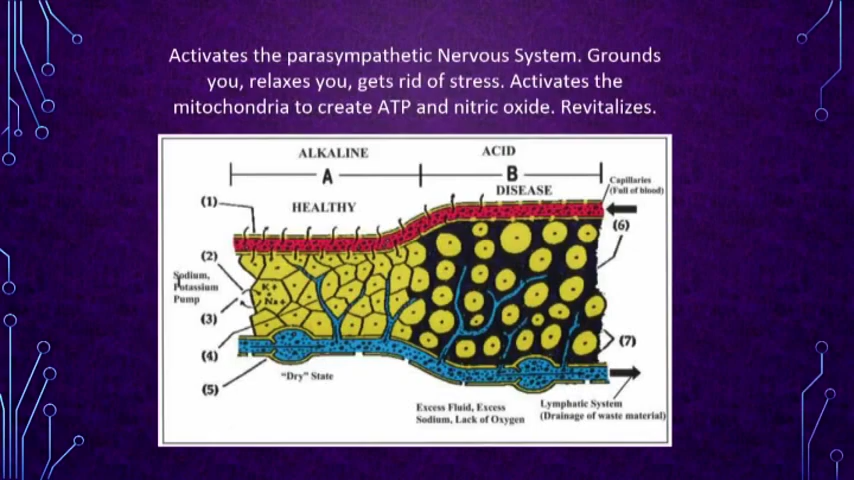 Activates the parasympathetic Nervous System. Grounds
you, relaxes you, gets rid of stress. Activates the
mitochondria to create ATP and nitric oxide. Revitalizes.
ALKALINE
ACID
A
B
DISEASE
HEALTHY
Capillaries
(Full of blood)
(1)
(2)
Sodium,
Potassium
Pump
K+
Na+
(3)
(4)
(5)
(6)
(7)
"Dry" State
Excess Fluid, Excess
Sodium, Lack of Oxygen
Lymphatic System
(Drainage of waste material)